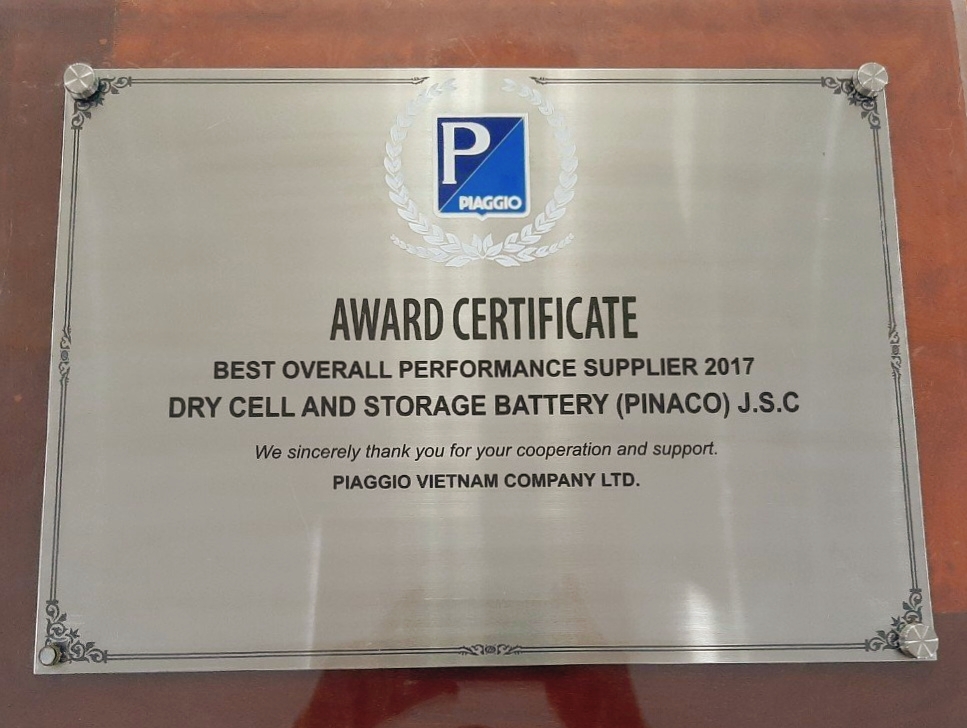 P
PIAGGIO
AWARD CERTIFICATE
BEST OVERALL PERFORMANCE SUPPLIER 2017
DRY CELL AND STORAGE BATTERY (PINACO) J.S.C
We sincerely thank you for your cooperation and support.
PIAGGIO VIETNAM COMPANY LTD.